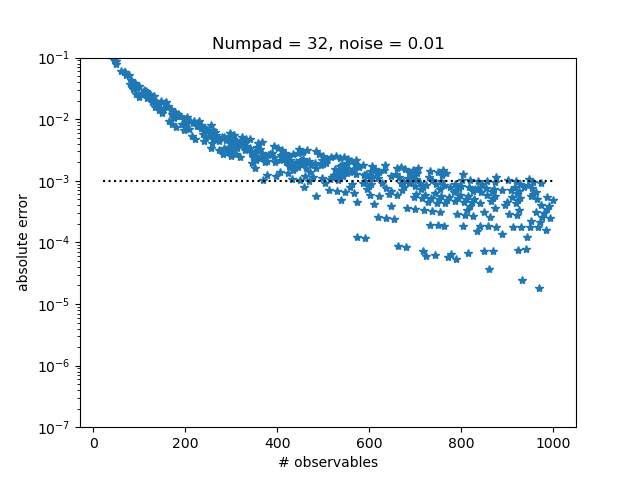 Numpad = 32, noise = 0.01
10⁻¹
10⁻²
10⁻³
10⁻⁴
10⁻⁵
10⁻⁶
10⁻⁷
absolute error
0 200 400 600 800 1000
# observables